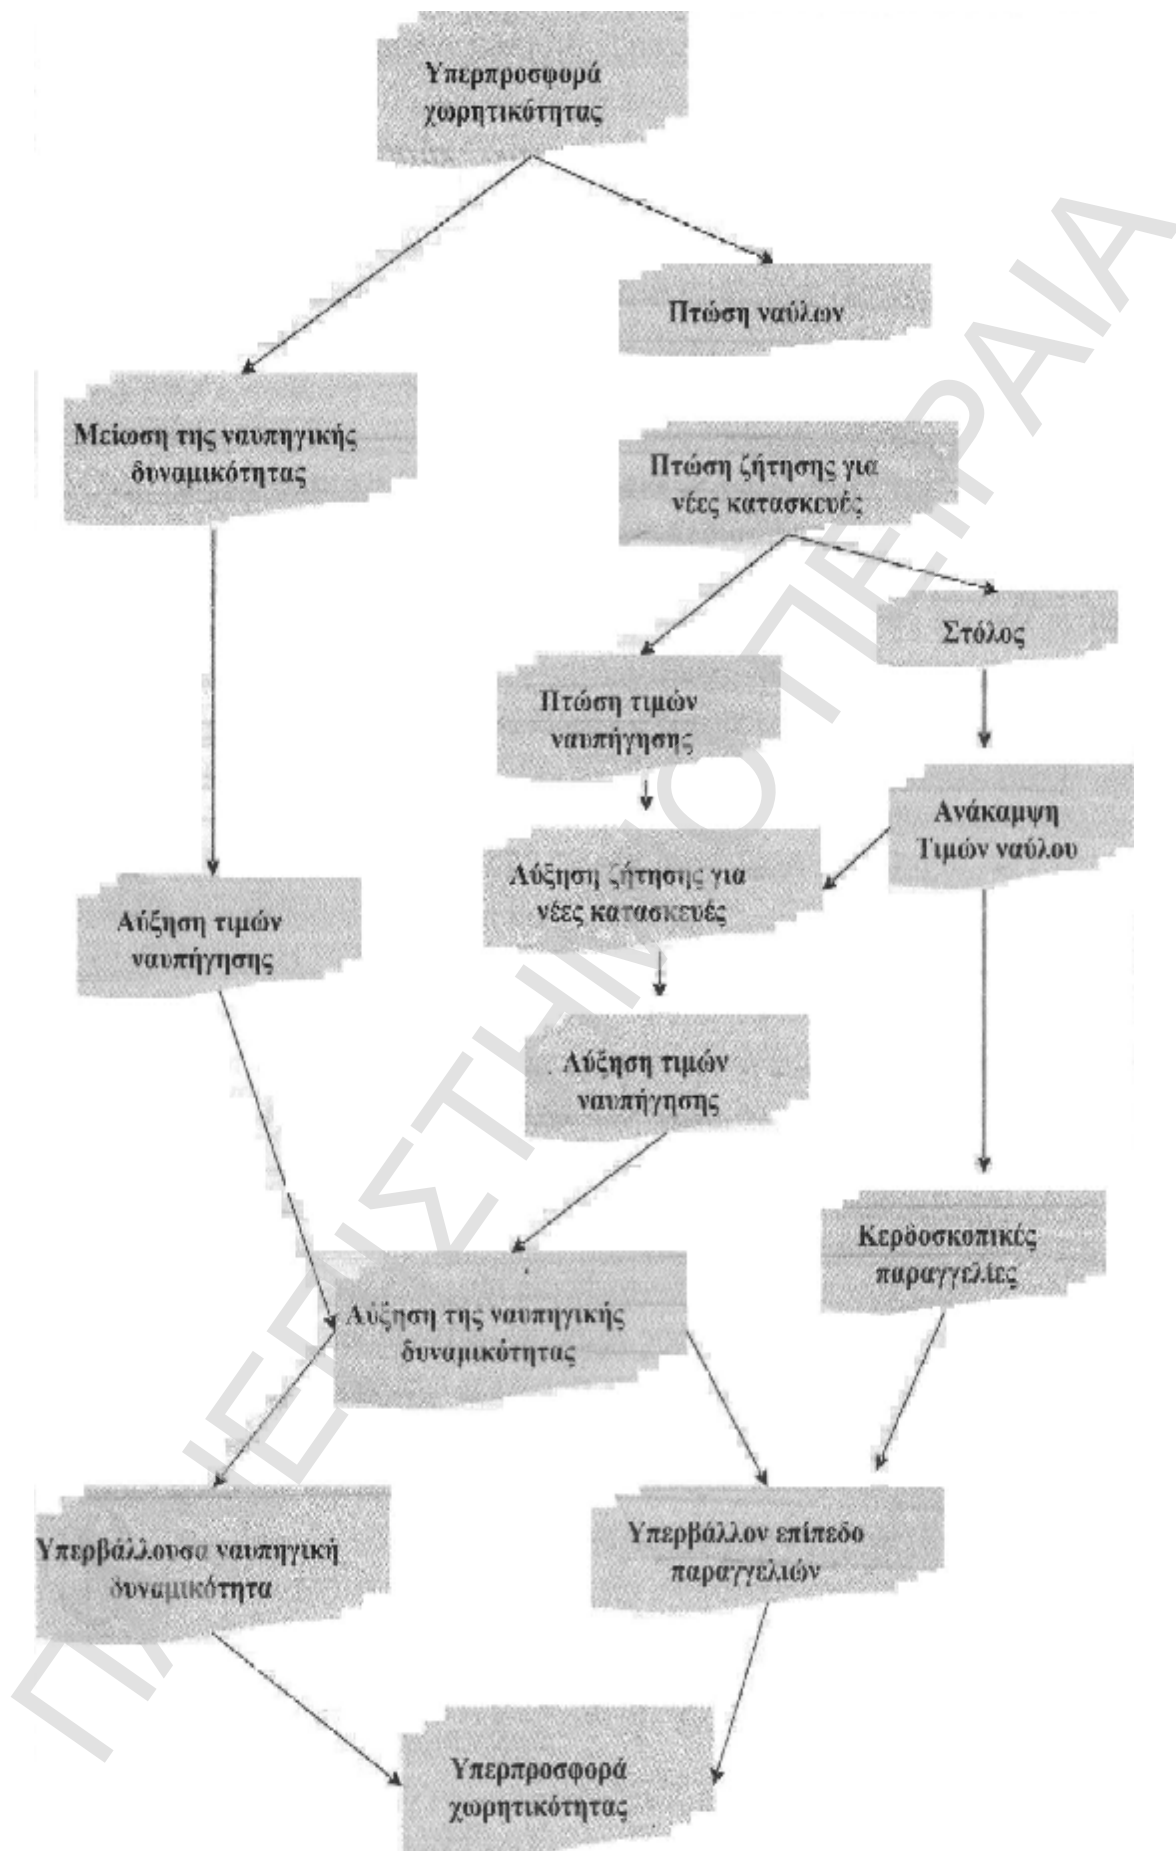 Υπερπροσφορά
χωρητικότητας
Πτώση ναύλων
Μείωση της ναυπηγικής
δυναμικότητας
Πτώση ζήτησης για
νέες κατασκευές
Στόλος
Πτώση τιμών
ναυπήγησης
Ανάκαμψη
Τιμών ναύλου
Αύξηση ζήτησης για
νέες κατασκευές
Αύξηση τιμών
ναυπήγησης
Αύξηση τιμών
ναυπήγησης
Κερδοσκοπικές
παραγγελίες
Αύξηση της ναυπηγικής
δυναμικότητας
Υπερβάλλουσα ναυπηγική
δυναμικότητα
Υπερβάλλον επίπεδο
παραγγελιών
Υπερπροσφορά
χωρητικότητας
ΠΑΝΕΠΙΣΤΗΜΙΟ ΠΕΙΡΑΙΑ